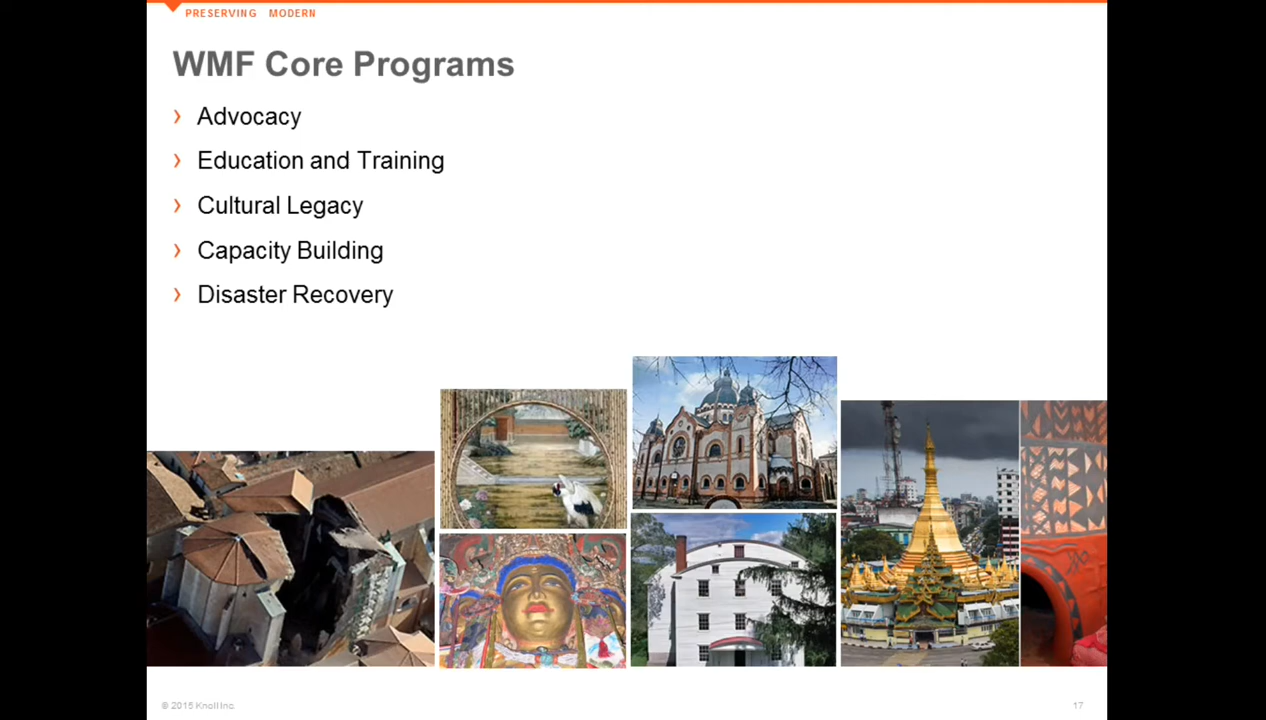 PRESERVING MODERN
WMF Core Programs
› Advocacy
› Education and Training
› Cultural Legacy
› Capacity Building
› Disaster Recovery
© 2015 Knoll Inc.
17